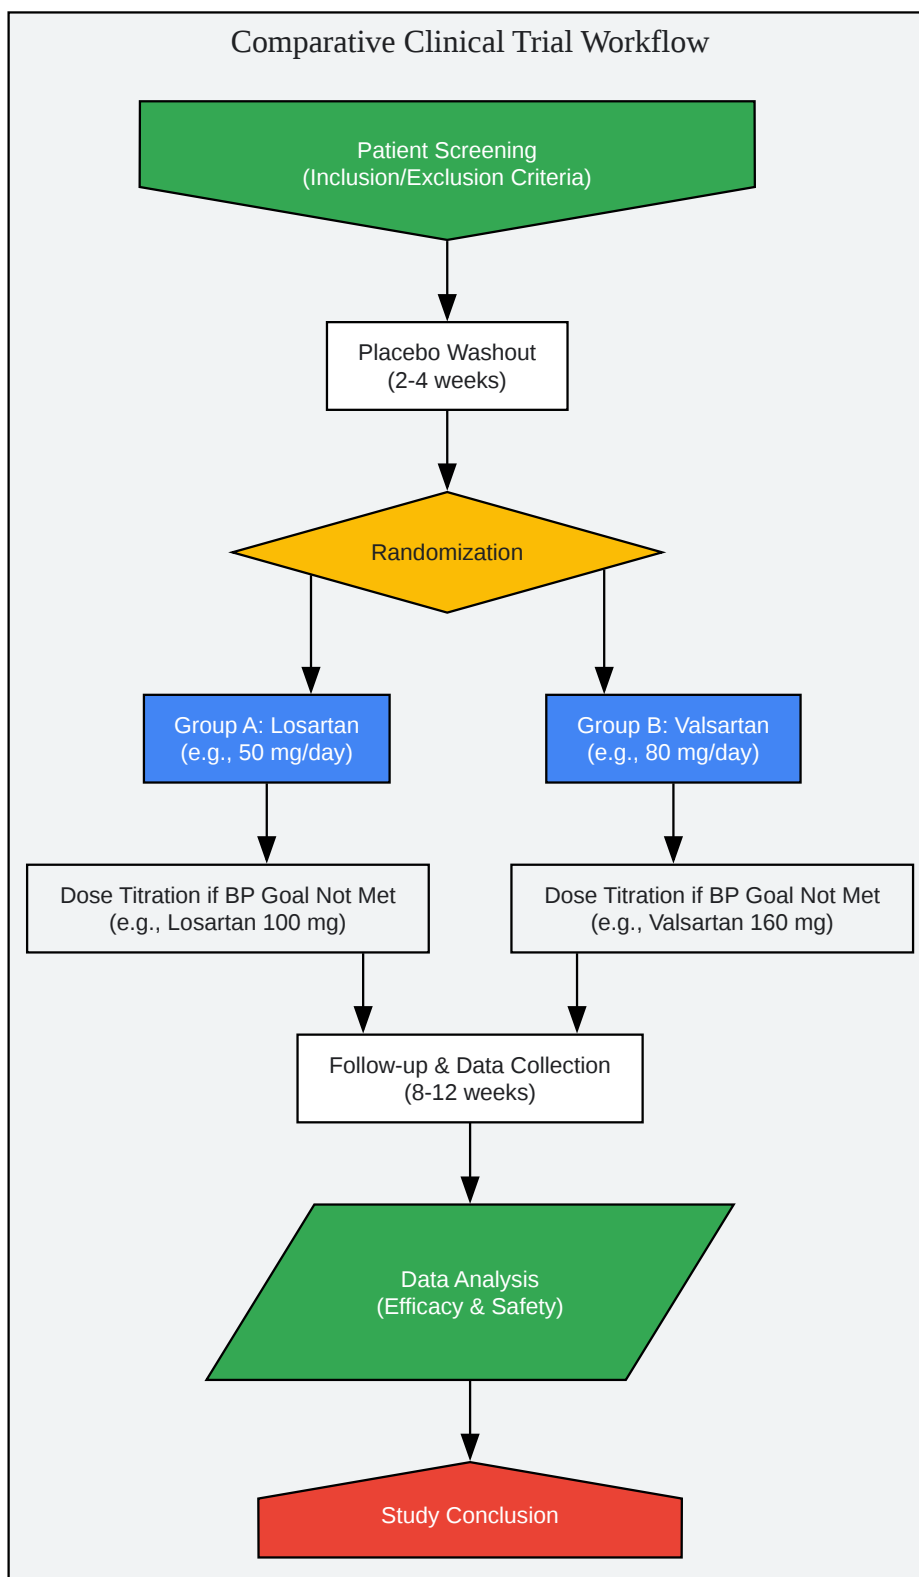 Comparative Clinical Trial Workflow
Patient Screening
(Inclusion/Exclusion Criteria)
Placebo Washout
(2-4 weeks)
Randomization
Group A: Losartan
(e.g., 50 mg/day)
Group B: Valsartan
(e.g., 80 mg/day)
Dose Titration if BP Goal Not Met
(e.g., Losartan 100 mg)
Dose Titration if BP Goal Not Met
(e.g., Valsartan 160 mg)
Follow-up & Data Collection
(8-12 weeks)
Data Analysis
(Efficacy & Safety)
Study Conclusion